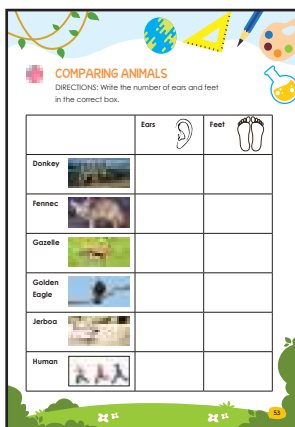 COMPARING ANIMALS
DIRECTIONS: Write the number of ears and feet
in the correct box.
Ears
Feet
Donkey
Fennec
Gazelle
Golden
Eagle
Jerboa
Human
53